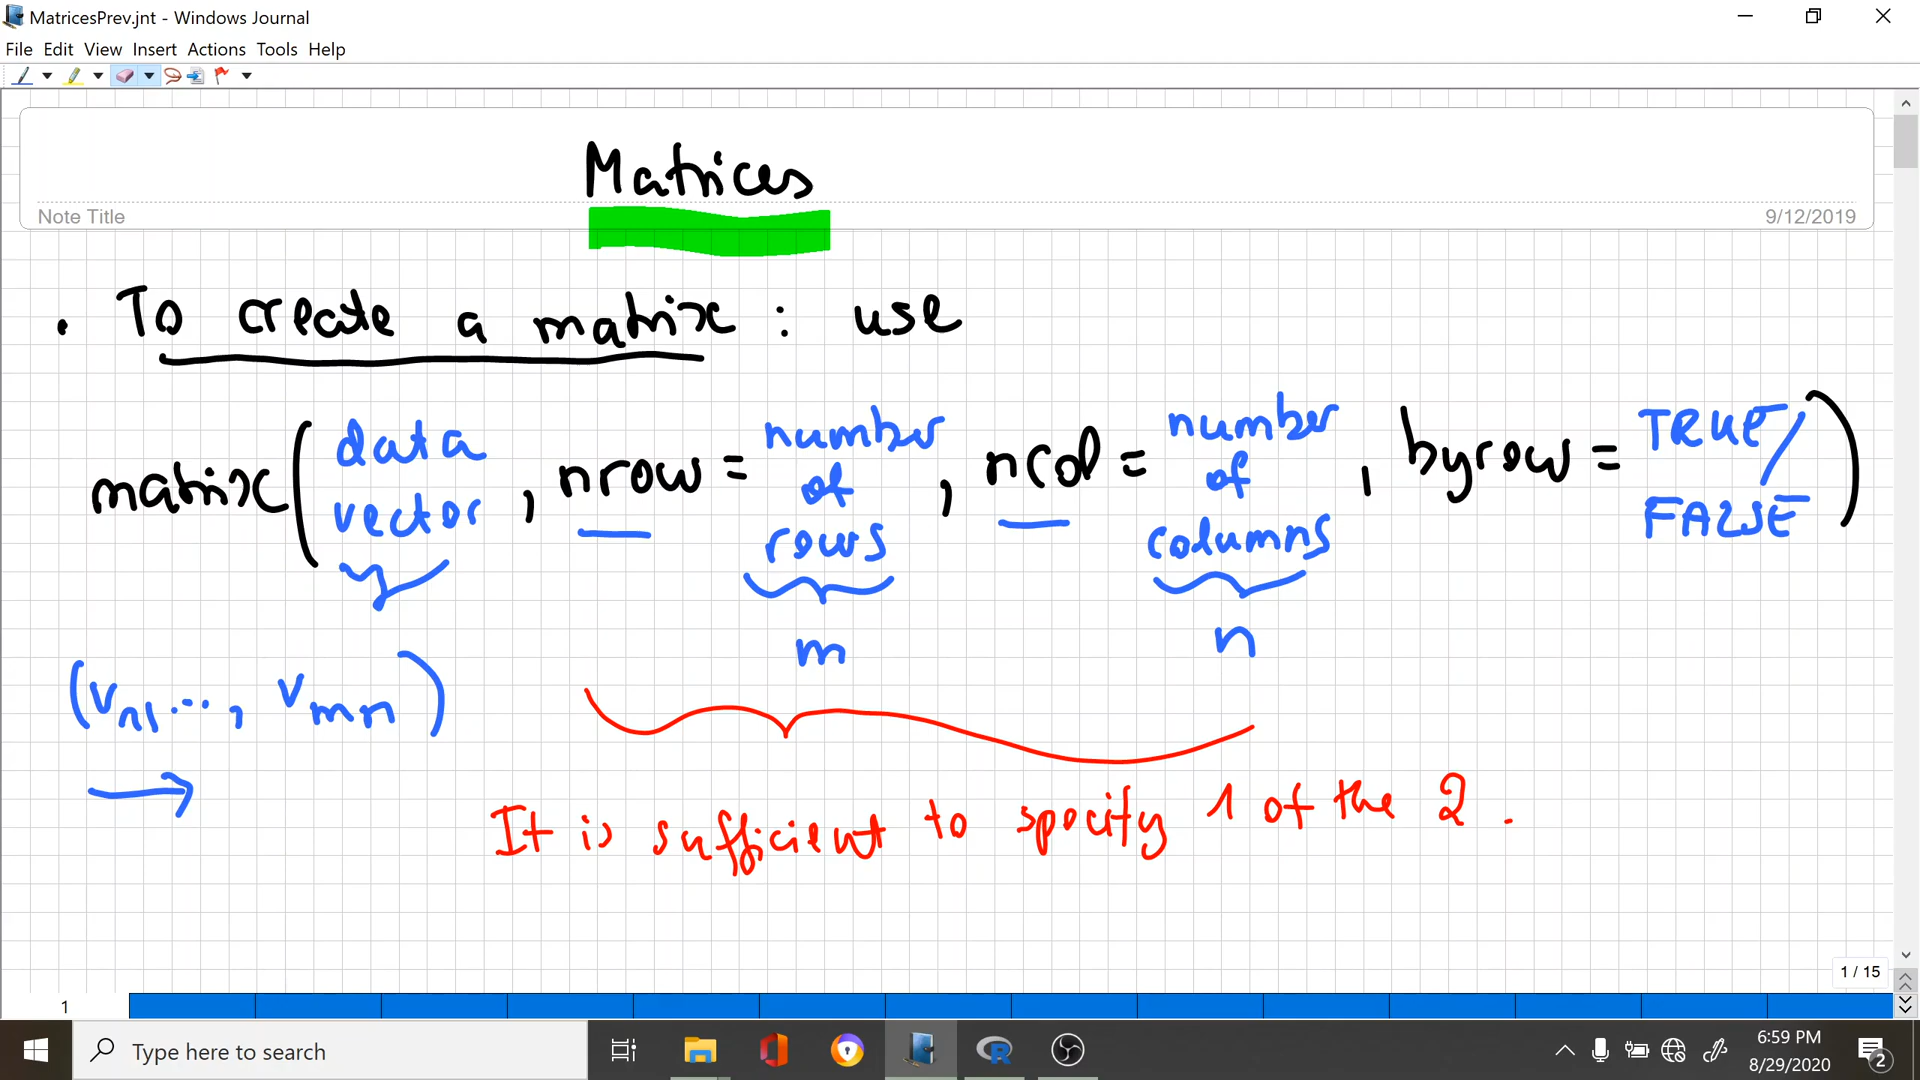 MatricesPrev.jnt - Windows Journal
File Edit View Insert Actions Tools Help
Matrices
Note Title
9/12/2019
. To create a matrix : use
matrix ( data vector , nrow = number of rows , ncol = number of columns , byrow = TRUE / FALSE )
m
n
(v11 ..., vmn)
It is sufficient to specify 1 of the 2 .
1 / 15
1
Type here to search
6:59 PM
8/29/2020
2